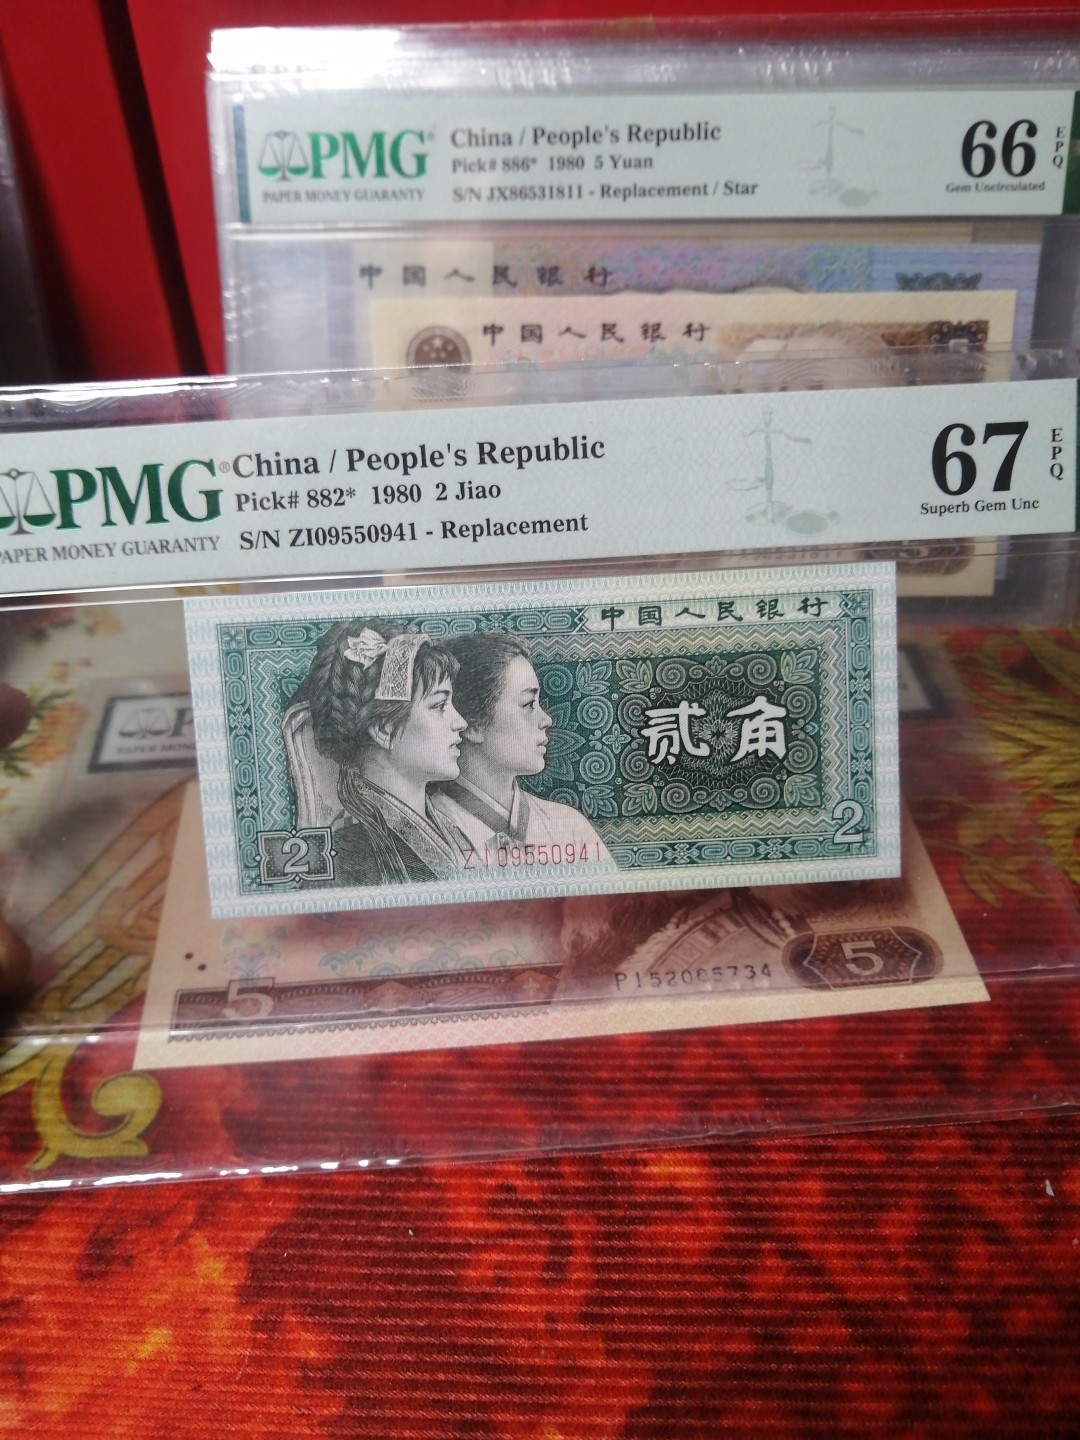 PMG®
PAPER MONEY GUARANTY
China / People's Republic
Pick# 886* 1980 5 Yuan
S/N JX86531811 - Replacement / Star
66
EPQ
Gem Uncirculated
中国人民银行
中国人民银行
PMG®
PAPER MONEY GUARANTY
China / People's Republic
Pick# 882* 1980 2 Jiao
S/N ZI09550941 - Replacement
67
EPQ
Superb Gem Unc
5
中国人民银行
贰角
2
2
ZI09550941
5
PI52065734
5